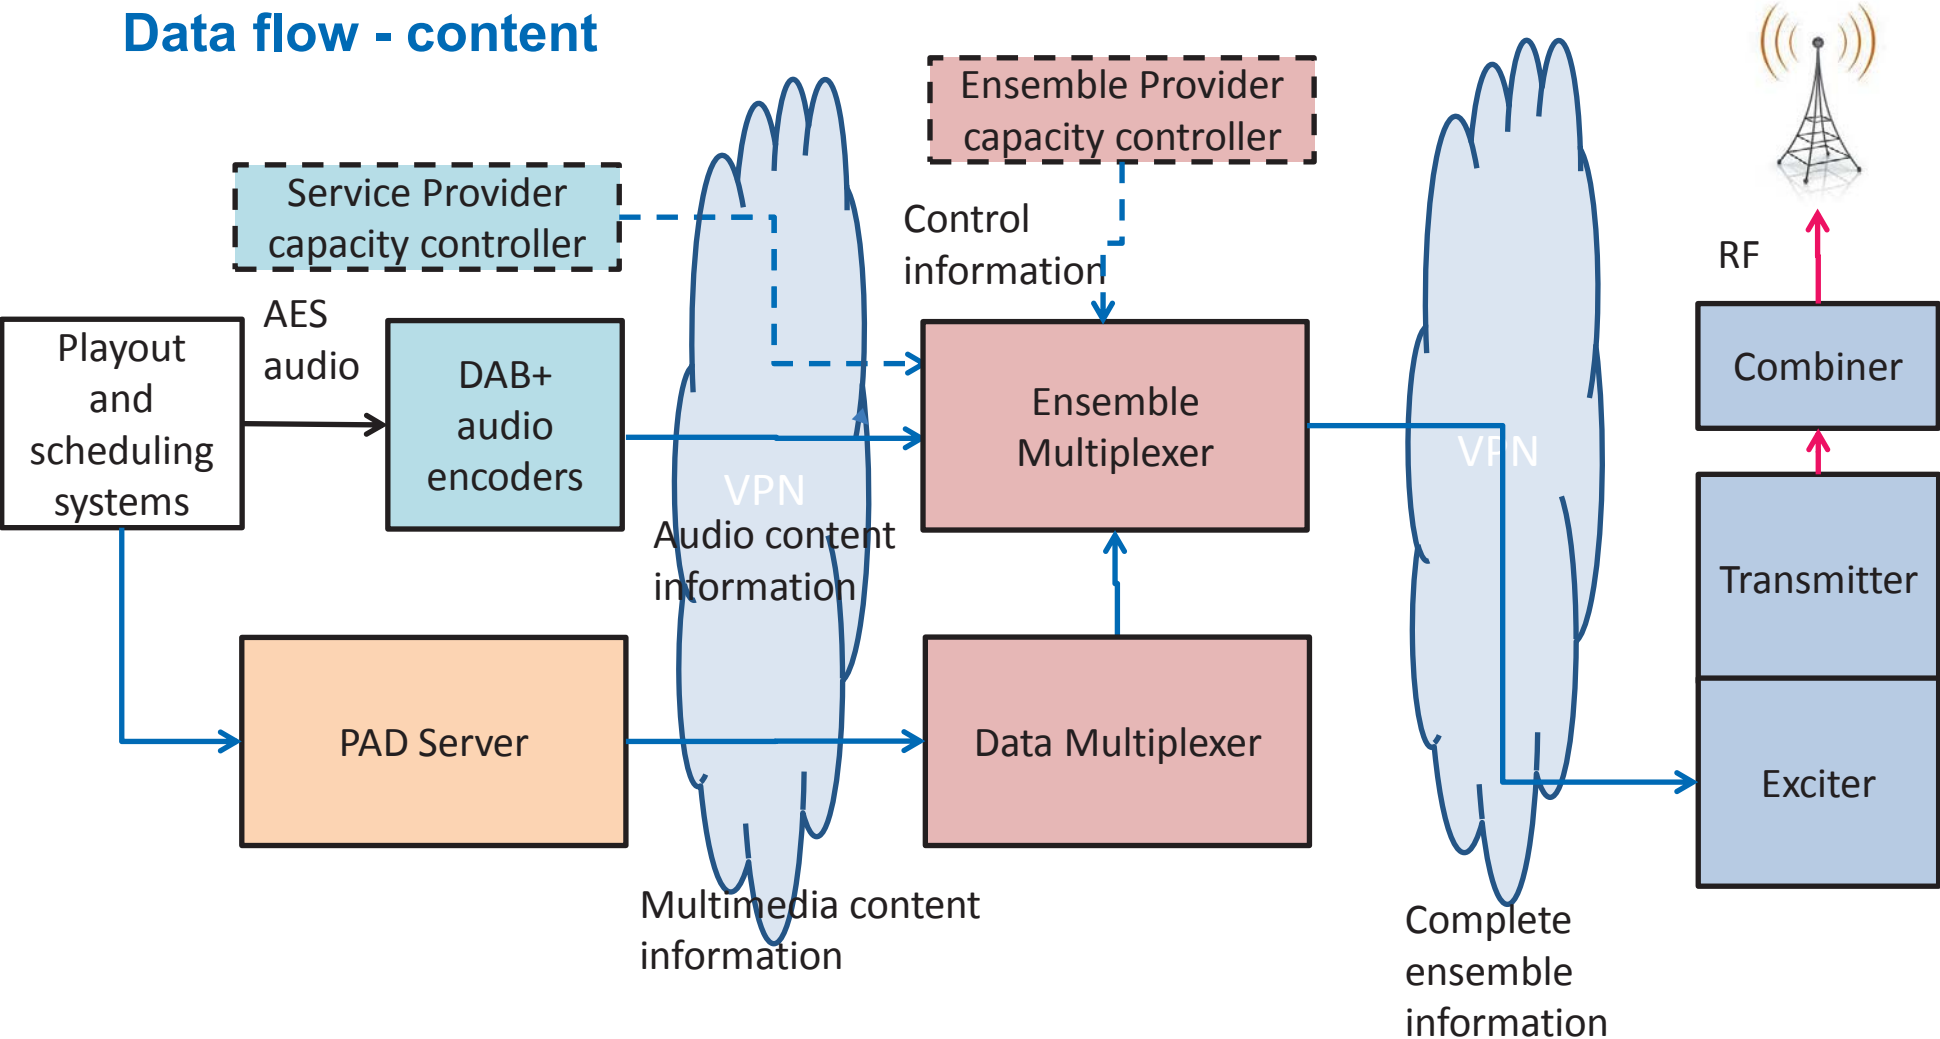 Data flow - content
Ensemble Provider
capacity controller
Service Provider
capacity controller
Control
information
RF
AES
audio
Playout
and
scheduling
systems
DAB+
audio
encoders
Ensemble
Multiplexer
Combiner
VPN
VPN
Audio content
information
Transmitter
PAD Server
Data Multiplexer
Exciter
Multimedia content
information
Complete
ensemble
information